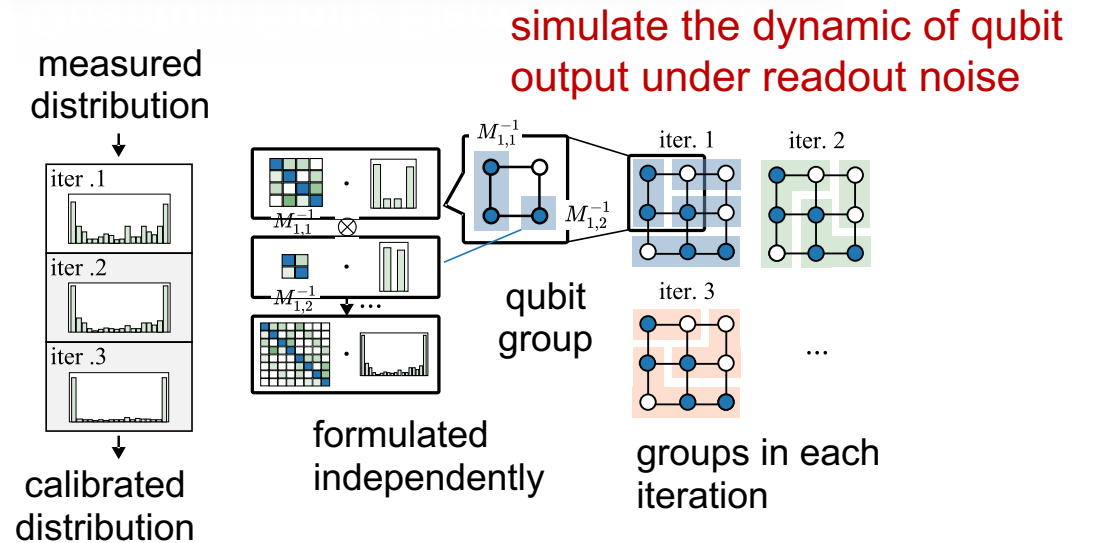 simulate the dynamic of qubit
output under readout noise
measured
distribution
iter .1
iter .2
iter .3
calibrated
distribution
M_{1,1}^{-1}
⊗
M_{1,2}^{-1}
...
formulated
independently
M_{1,1}^{-1}
M_{1,2}^{-1}
qubit
group
iter. 1
iter. 2
iter. 3
...
groups in each
iteration